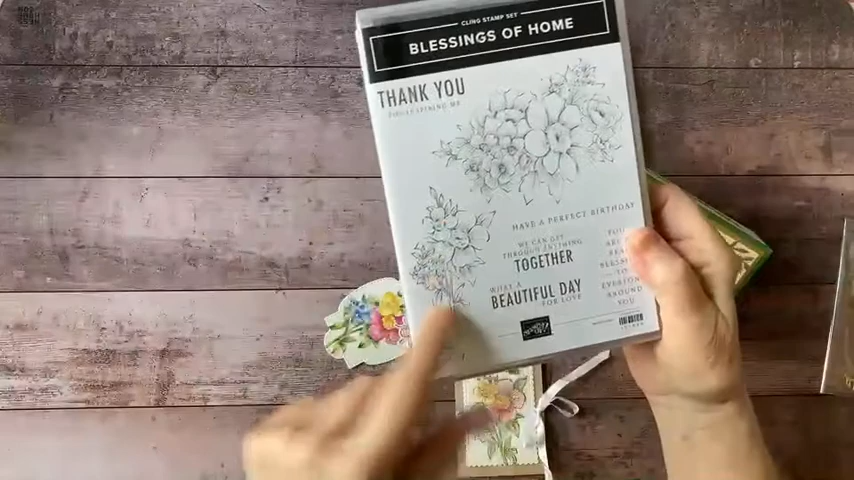 CLING STAMP SET
BLESSINGS OF HOME
THANK YOU
HAVE A PERFECT BIRTHDAY
WE CAN GET
THROUGH ANYTHING
TOGETHER
WHAT A
BEAUTIFUL DAY
FOR LOVE
YOU
ARE
EVERYONE
AROUND
YOU